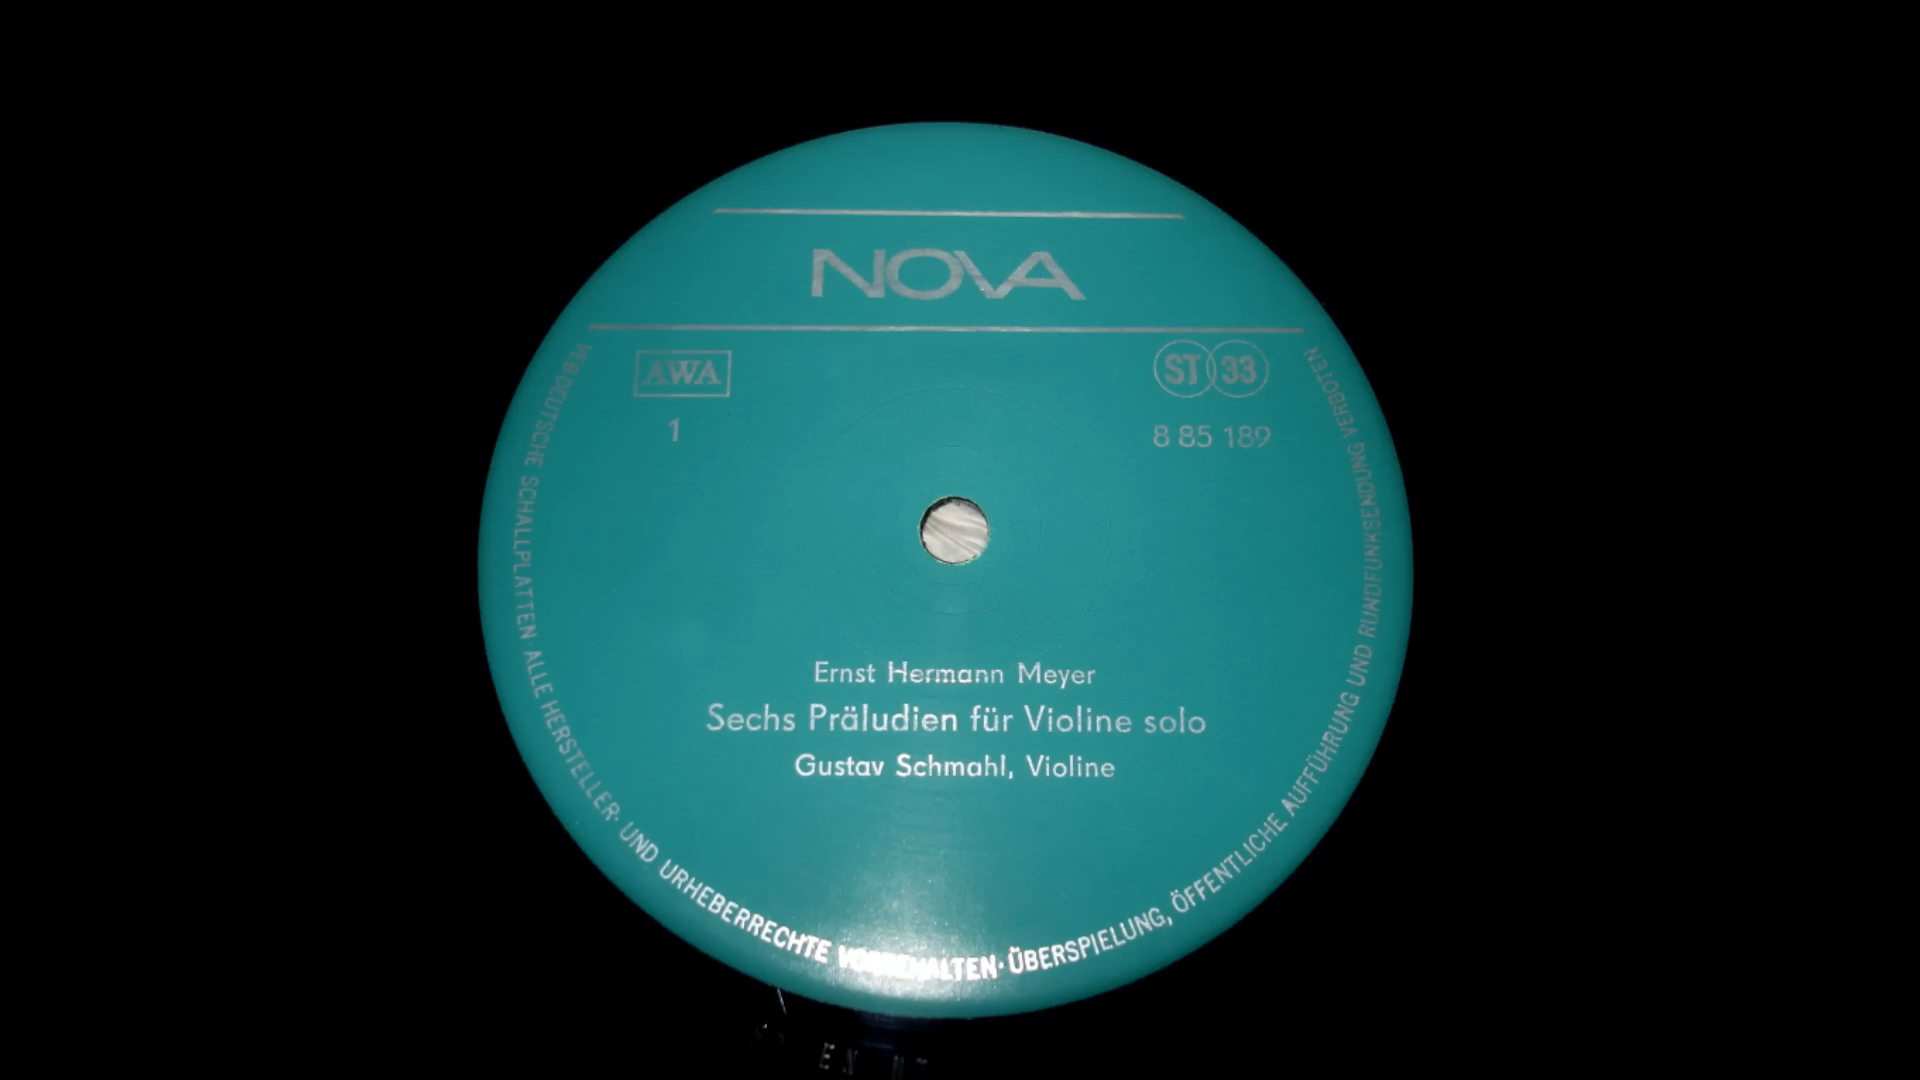 NOVA
AWA
ST 33
1
8 85 189
Ernst Hermann Meyer
Sechs Präludien für Violine solo
Gustav Schmahl, Violine
VEB DEUTSCHE SCHALLPLATTEN · ALLE HERSTELLER- UND URHEBERRECHTE VORBEHALTEN · ÜBERSPIELUNG, ÖFFENTLICHE AUFFÜHRUNG UND RUNDFUNKSENDUNG VERBOTEN